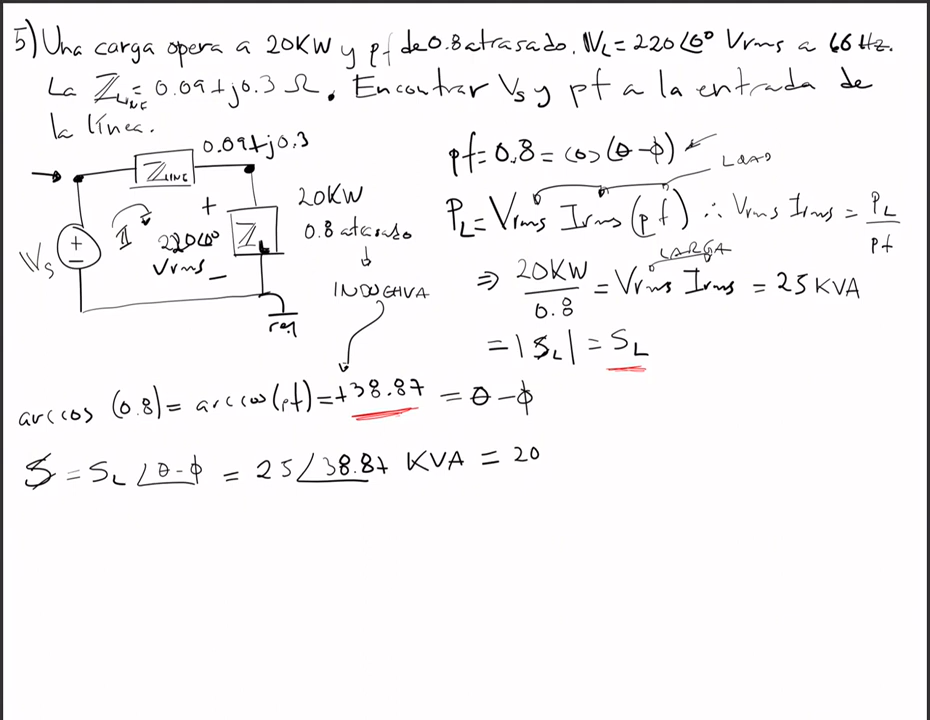 5) Una carga opera a 20KW y pf de 0.8 atrasado. VL = 220∠0° Vrms a 60 Hz.
La ZLINE = 0.09+j0.3 Ω. Encontrar Vs y pf a la entrada de
la línea.
0.09+j0.3
ZLINE
+
I
220∠0°
Vrms
-
ZL
Vs
+
-
20KW
0.8 atrasado
↓
INDUCTIVA
ref
pf = 0.8 = cos(θ-φ)
LOAD
PL = Vrms Irms (pf) ∴ Vrms Irms = PL/pf
CARGA
⇒ 20KW/0.8 = Vrms Irms = 25 KVA
= |SL| = SL
arccos (0.8) = arccos(pf) = +38.87 = θ-φ
S = SL ∠θ-φ = 25 ∠38.87 KVA = 20